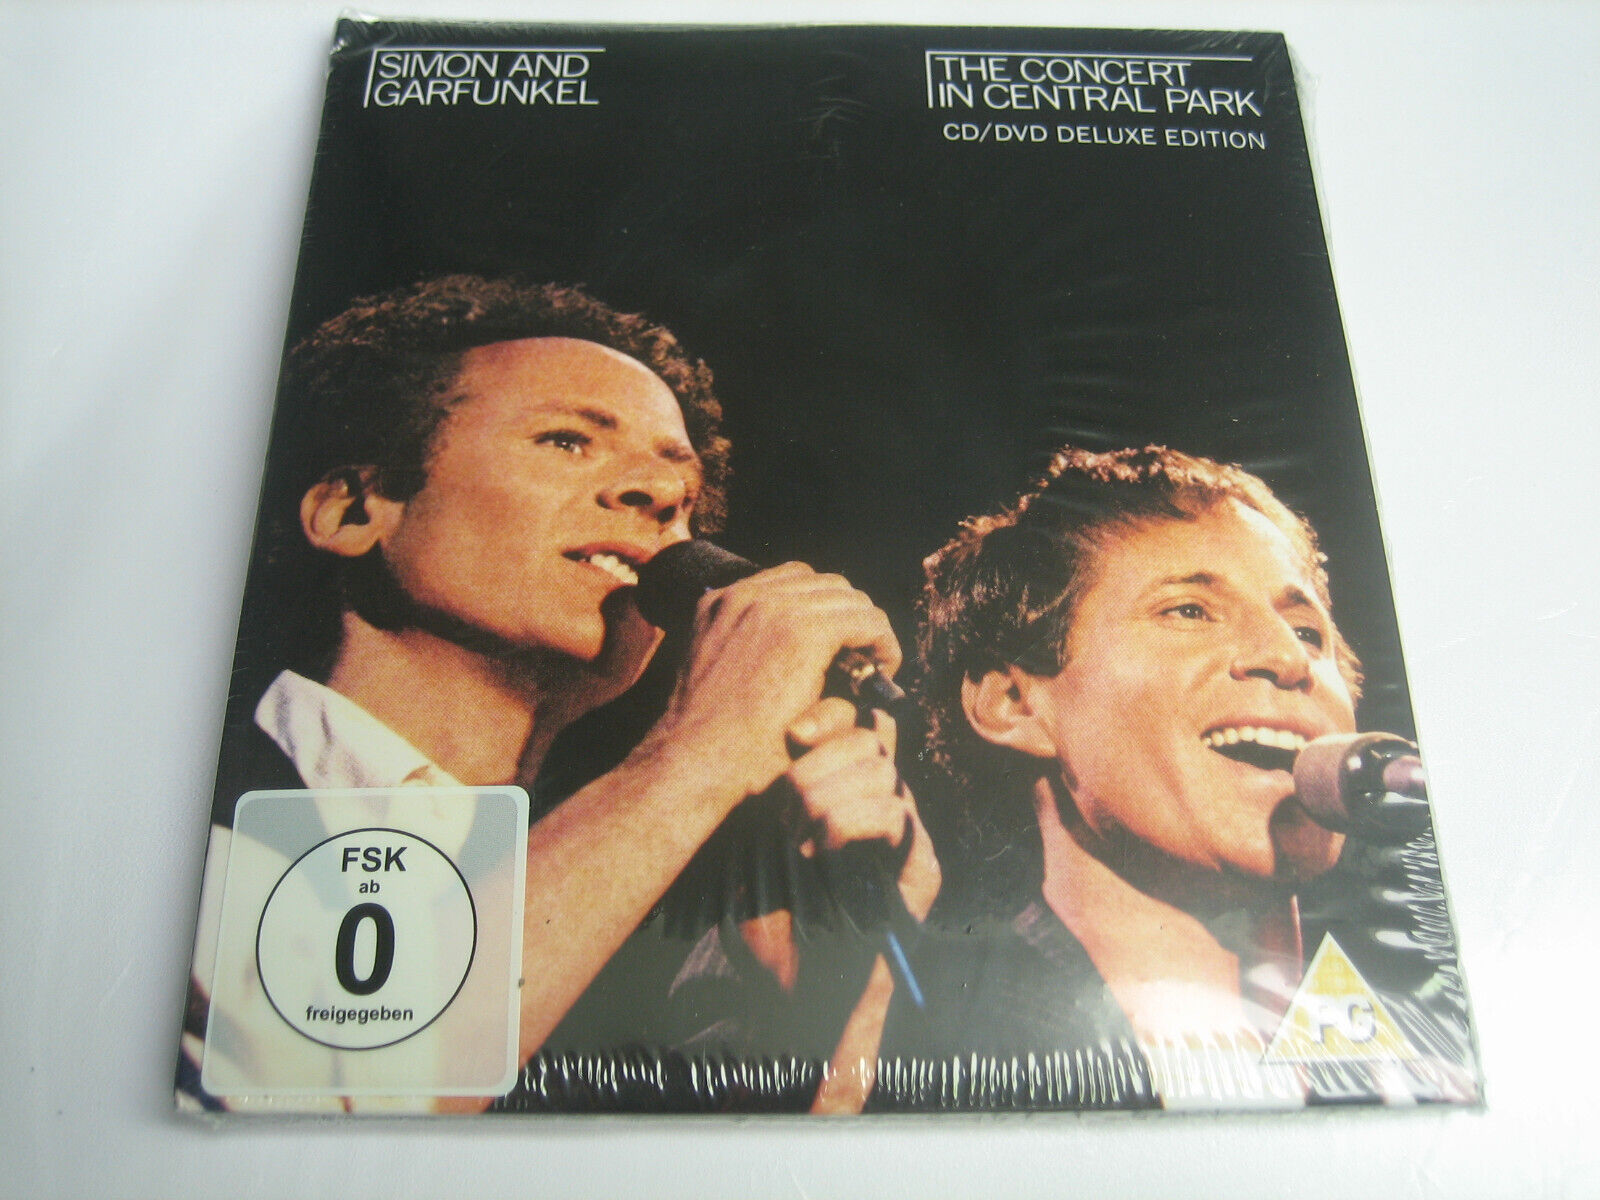 SIMON AND
GARFUNKEL
THE CONCERT
IN CENTRAL PARK
CD/DVD DELUXE EDITION
FSK
ab
0
freigegeben
PG